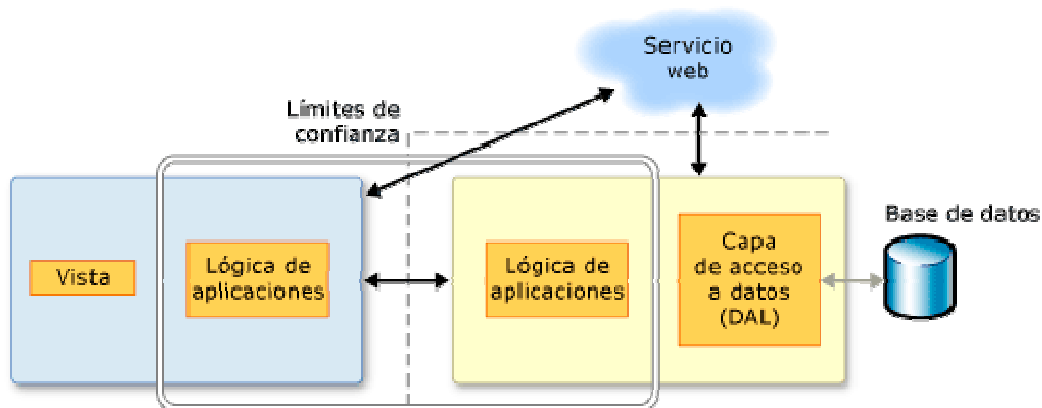 Servicio
web
Límites de
confianza
Base de datos
Vista
Lógica de
aplicaciones
Lógica de
aplicaciones
Capa
de acceso
a datos
(DAL)